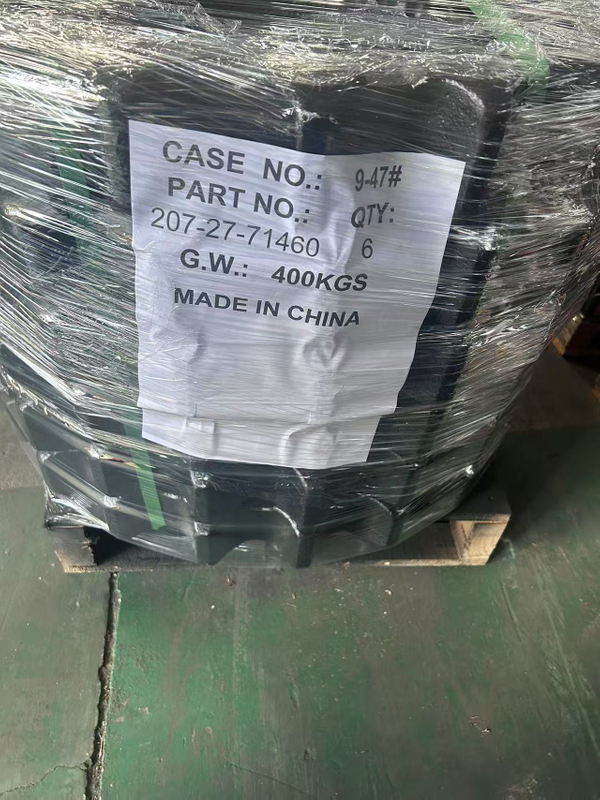 CASE NO.: 9-47#
PART NO.: QTY:
207-27-71460 6
G.W.: 400KGS
MADE IN CHINA